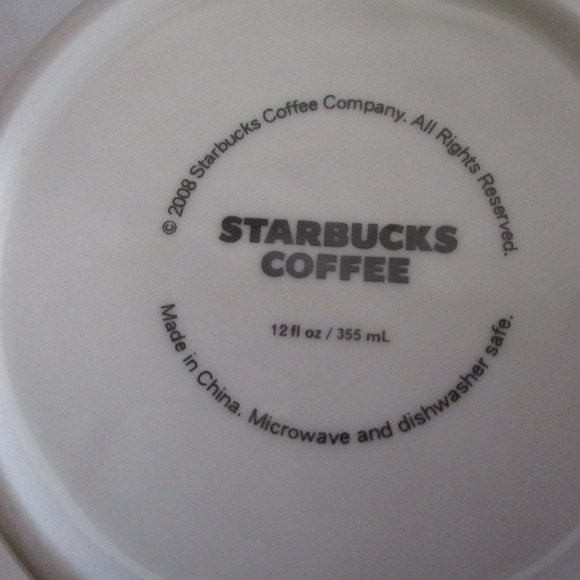 © 2008 Starbucks Coffee Company. All Rights Reserved.
STARBUCKS
COFFEE
12 fl oz / 355 mL
Made in China. Microwave and dishwasher safe.